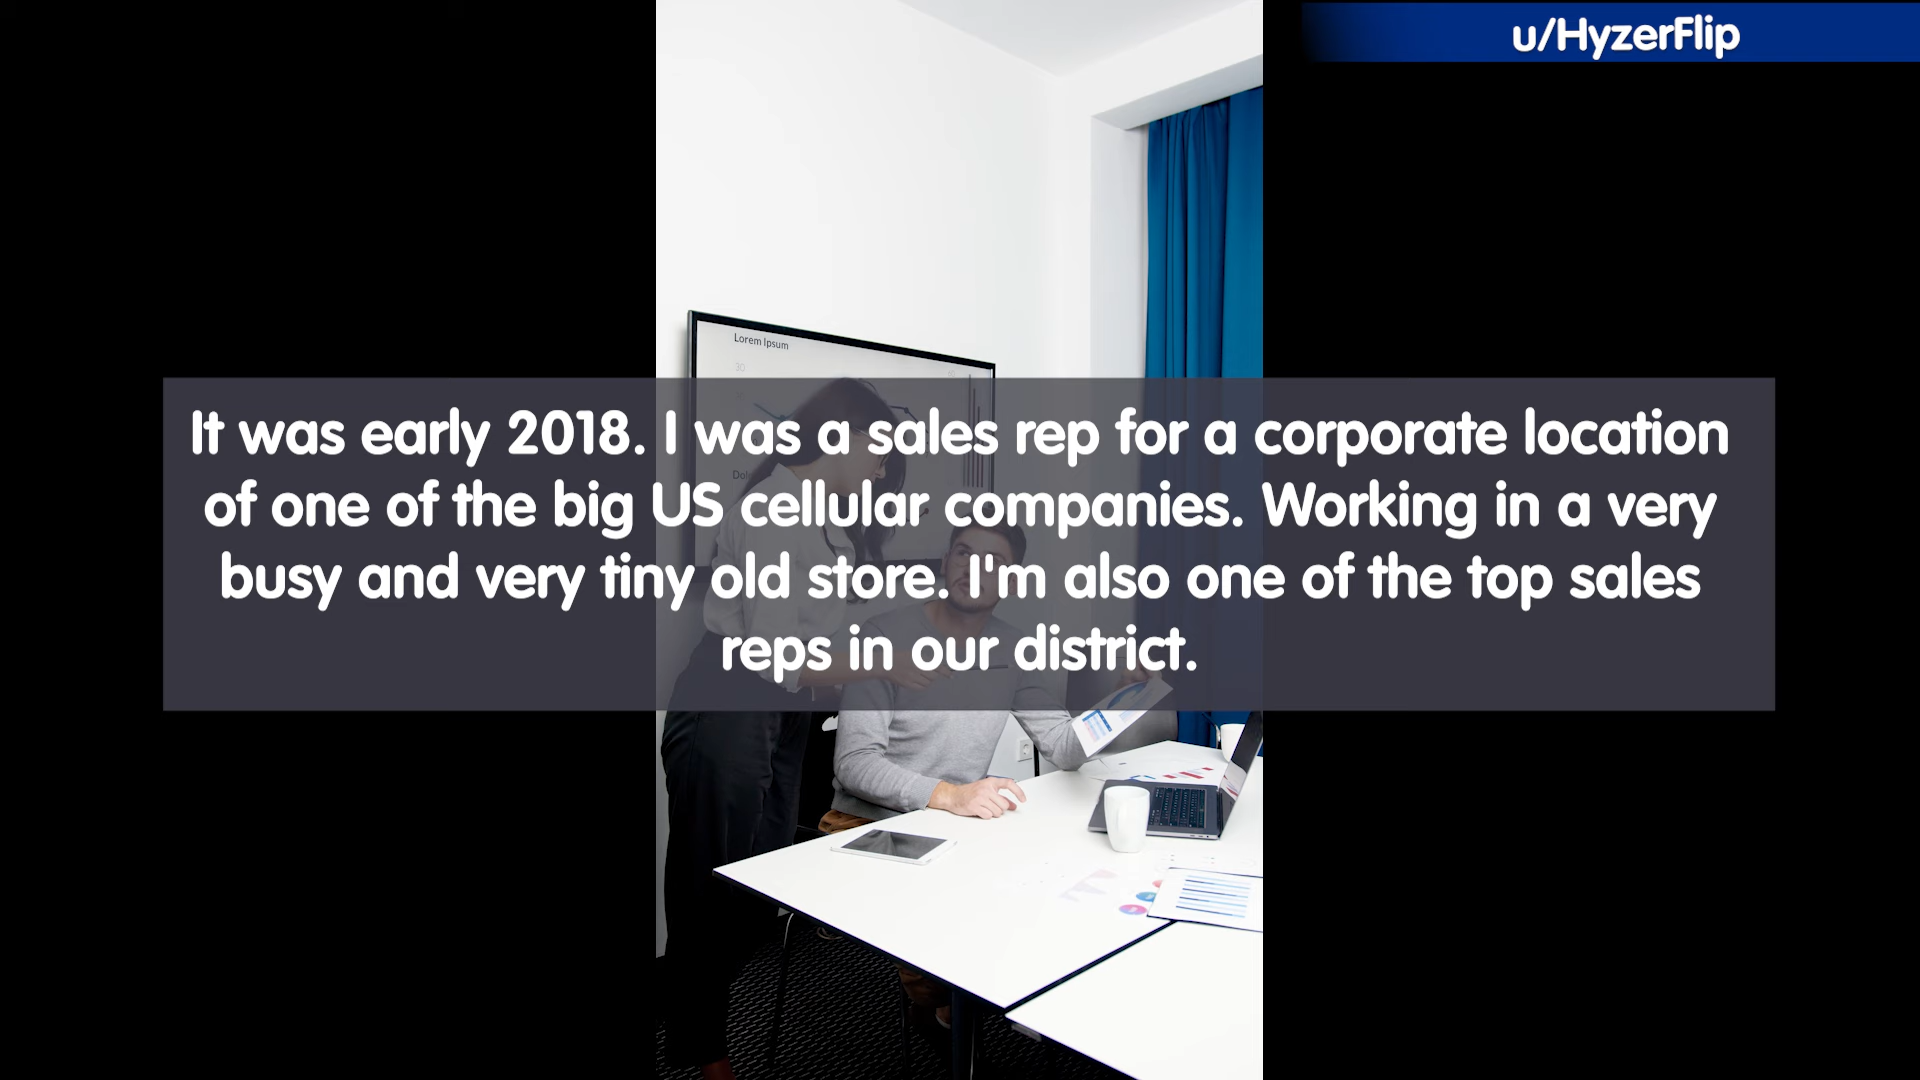 u/HyzerFlip
Lorem Ipsum
30
It was early 2018. I was a sales rep for a corporate location
of one of the big US cellular companies. Working in a very
busy and very tiny old store. I'm also one of the top sales
reps in our district.